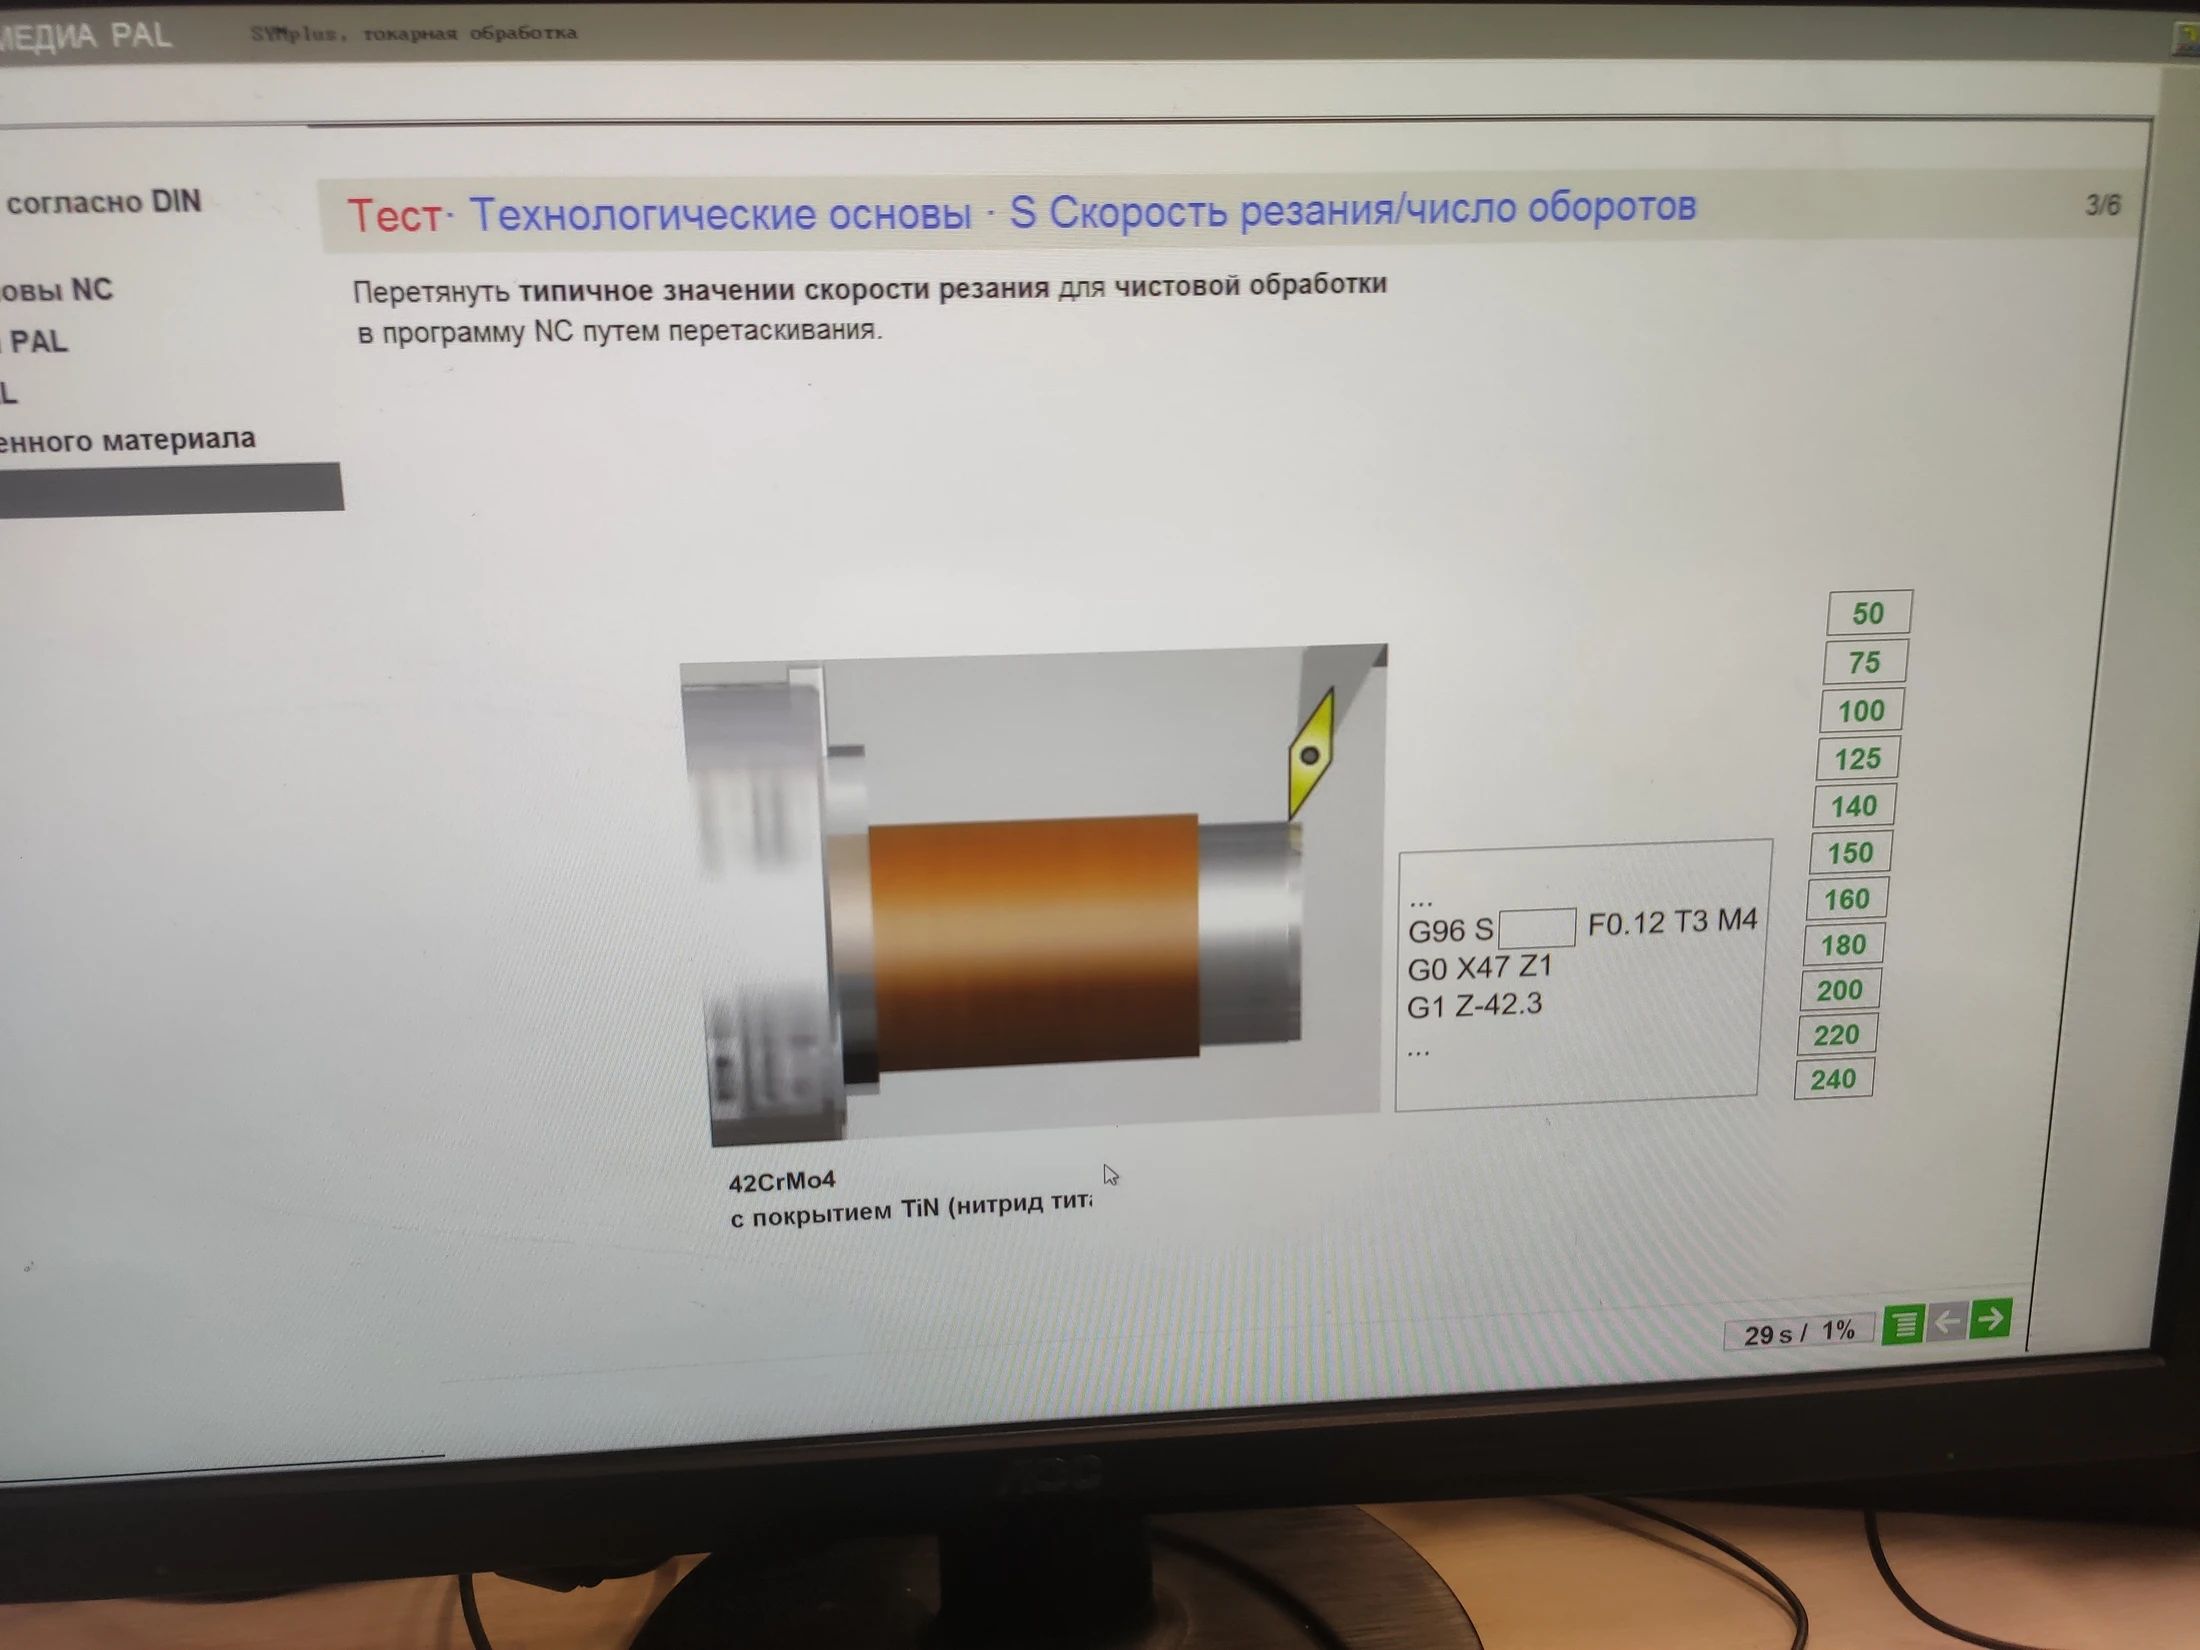 МЕДИА PAL
SYMplus, токарная обработка
согласно DIN
Тест· Технологические основы · S Скорость резания/число оборотов
3/6
овы NC
PAL
L
енного материала
Перетянуть типичное значении скорости резания для чистовой обработки
в программу NC путем перетаскивания.
50
75
100
125
140
150
160
180
200
220
240
...
G96 S F0.12 T3 M4
G0 X47 Z1
G1 Z-42.3
...
42CrMo4
с покрытием TiN (нитрид тит
29 s / 1%
AOC